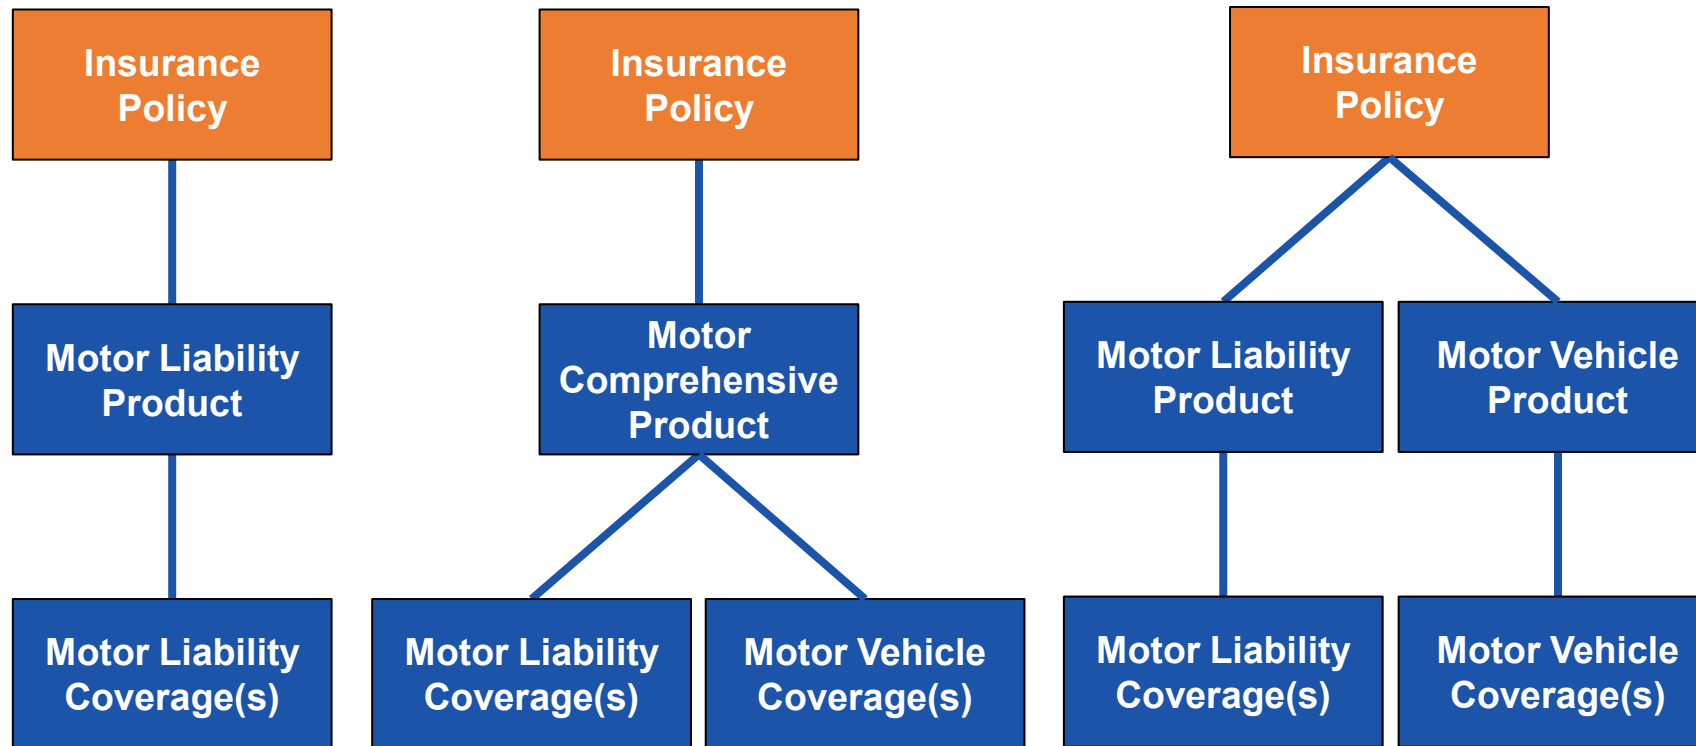 Insurance
Policy
Insurance
Policy
Insurance
Policy
Motor Liability
Product
Motor
Comprehensive
Product
Motor Liability
Product
Motor Vehicle
Product
Motor Liability
Coverage(s)
Motor Liability
Coverage(s)
Motor Vehicle
Coverage(s)
Motor Liability
Coverage(s)
Motor Vehicle
Coverage(s)